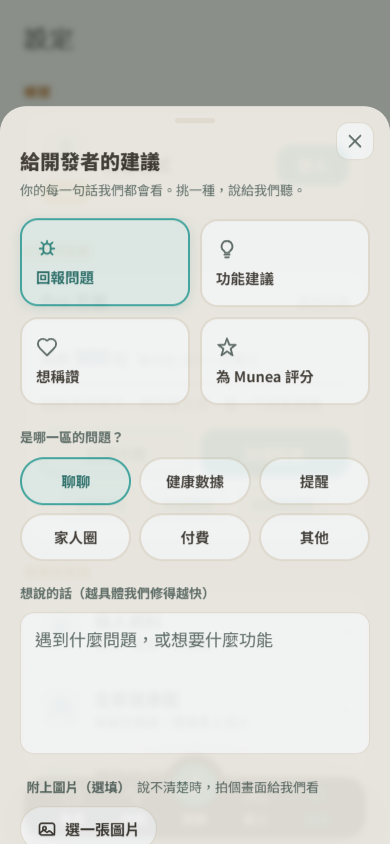 設定
給開發者的建議
你的每一句話我們都會看。挑一種，說給我們聽。
回報問題
功能建議
想稱讚
為 Munea 評分
是哪一區的問題？
聊聊
健康數據
提醒
家人圈
付費
其他
想說的話（越具體我們修得越快）
遇到什麼問題，或想要什麼功能
附上圖片（選填） 說不清楚時，拍個畫面給我們看
選一張圖片